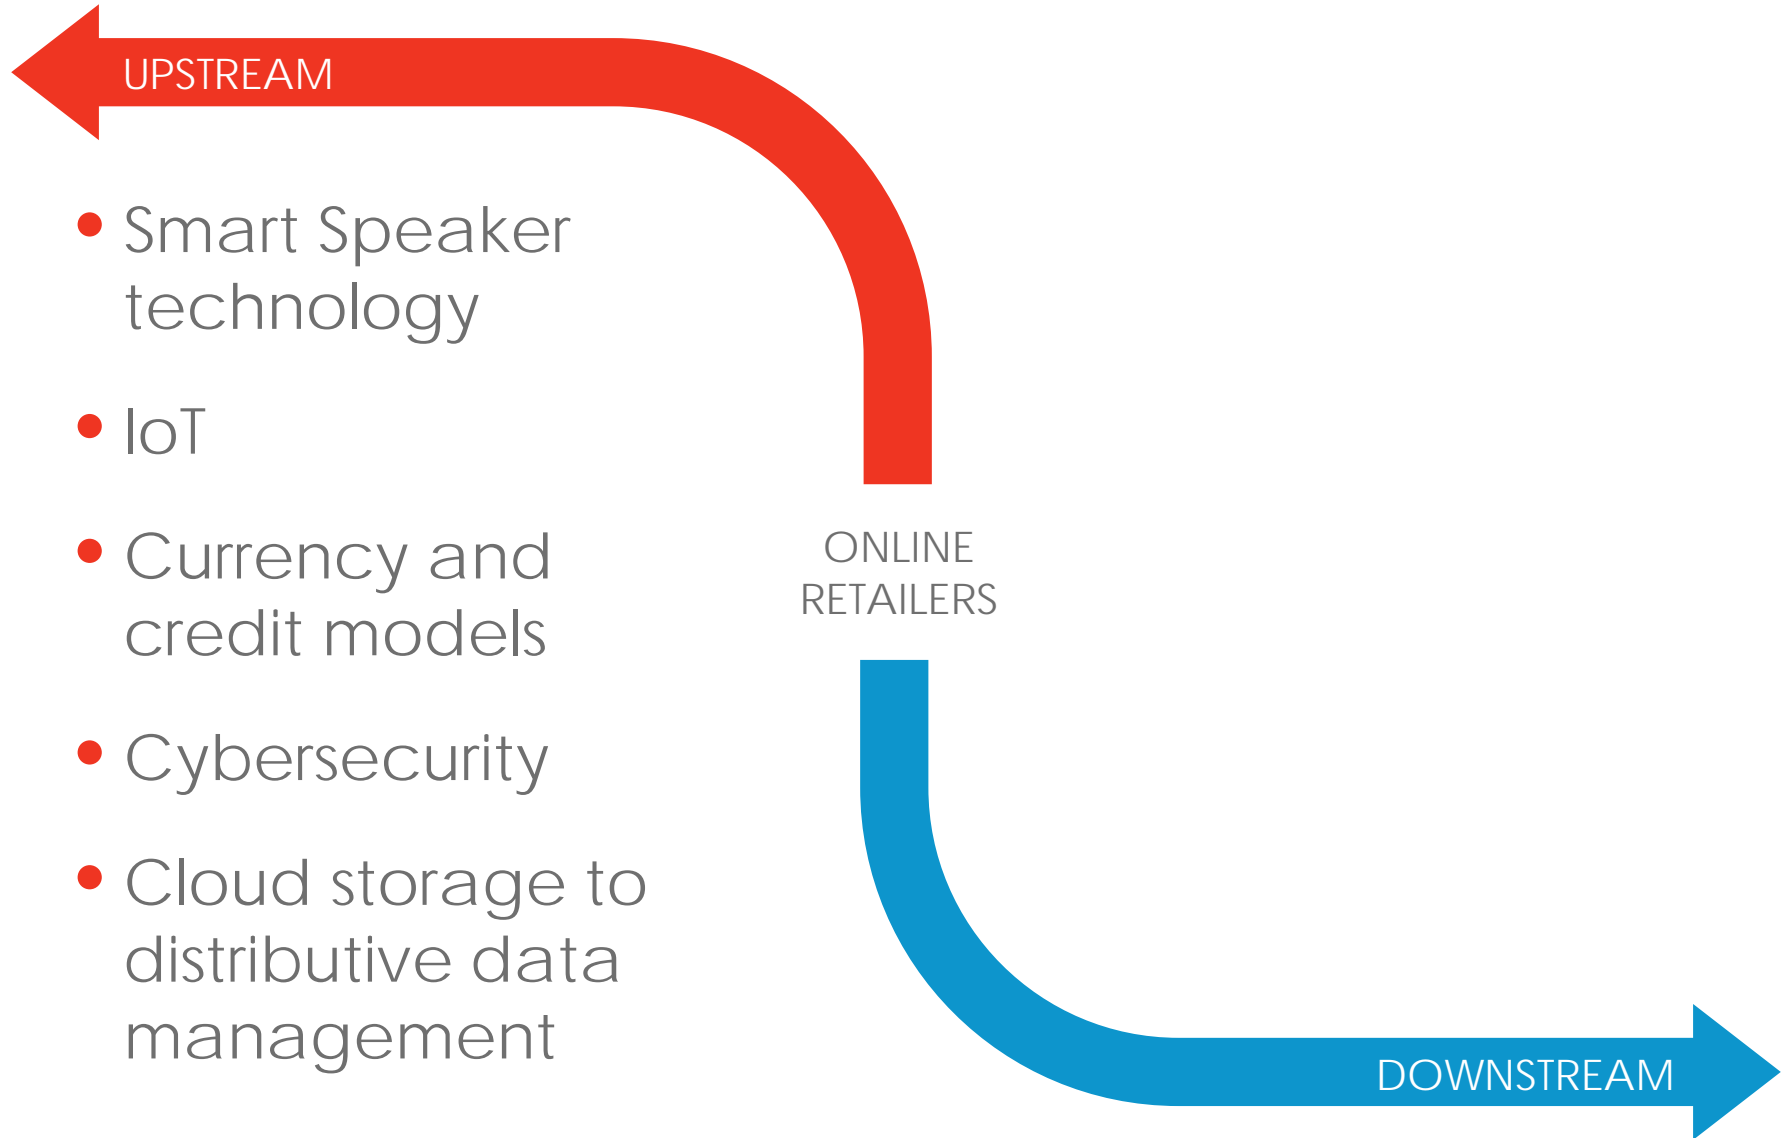 UPSTREAM
• Smart Speaker
technology
• IoT
• Currency and
credit models
• Cybersecurity
• Cloud storage to
distributive data
management
ONLINE
RETAILERS
DOWNSTREAM